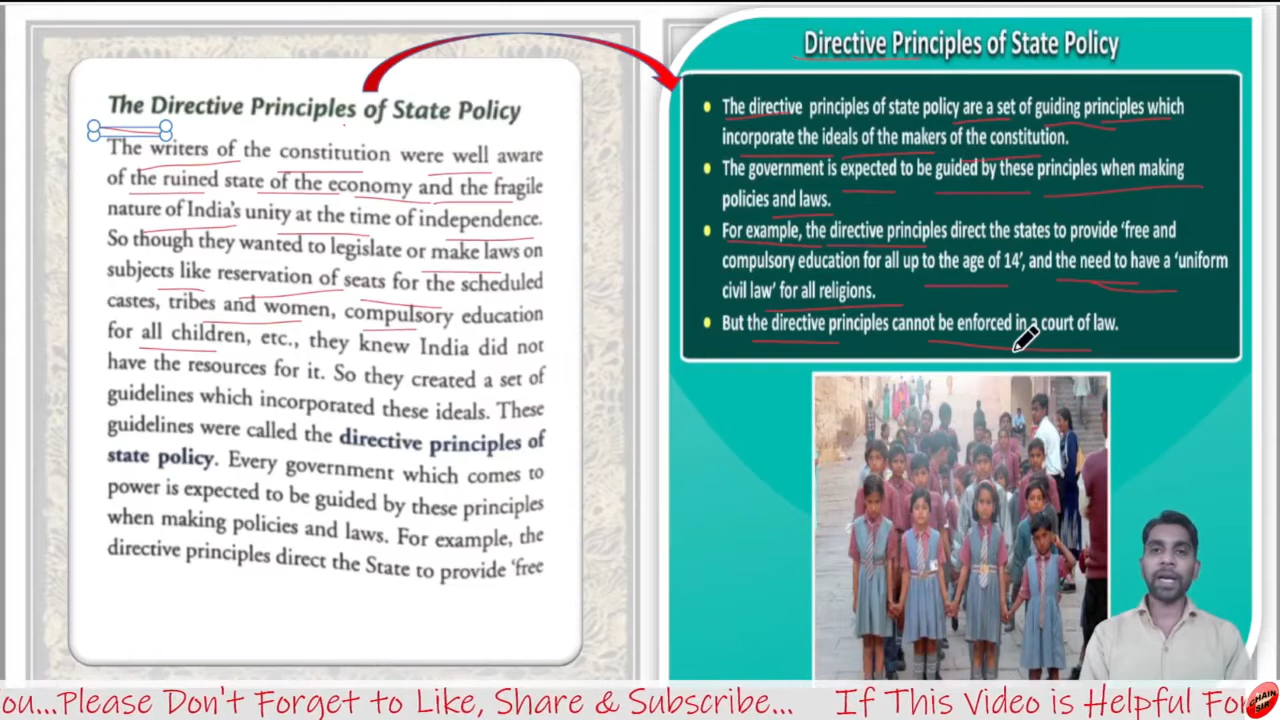 The Directive Principles of State Policy
The writers of the constitution were well aware
of the ruined state of the economy and the fragile
nature of India's unity at the time of independence.
So though they wanted to legislate or make laws on
subjects like reservation of seats for the scheduled
castes, tribes and women, compulsory education
for all children, etc., they knew India did not
have the resources for it. So they created a set of
guidelines which incorporated these ideals. These
guidelines were called the directive principles of
state policy. Every government which comes to
power is expected to be guided by these principles
when making policies and laws. For example, the
directive principles direct the State to provide 'free
Directive Principles of State Policy
• The directive principles of state policy are a set of guiding principles which
incorporate the ideals of the makers of the constitution.
• The government is expected to be guided by these principles when making
policies and laws.
• For example, the directive principles direct the states to provide 'free and
compulsory education for all up to the age of 14', and the need to have a 'uniform
civil law' for all religions.
• But the directive principles cannot be enforced in a court of law.
ou...Please Don't Forget to Like, Share & Subscribe... If This Video is Helpful For
CHAIN
SIR